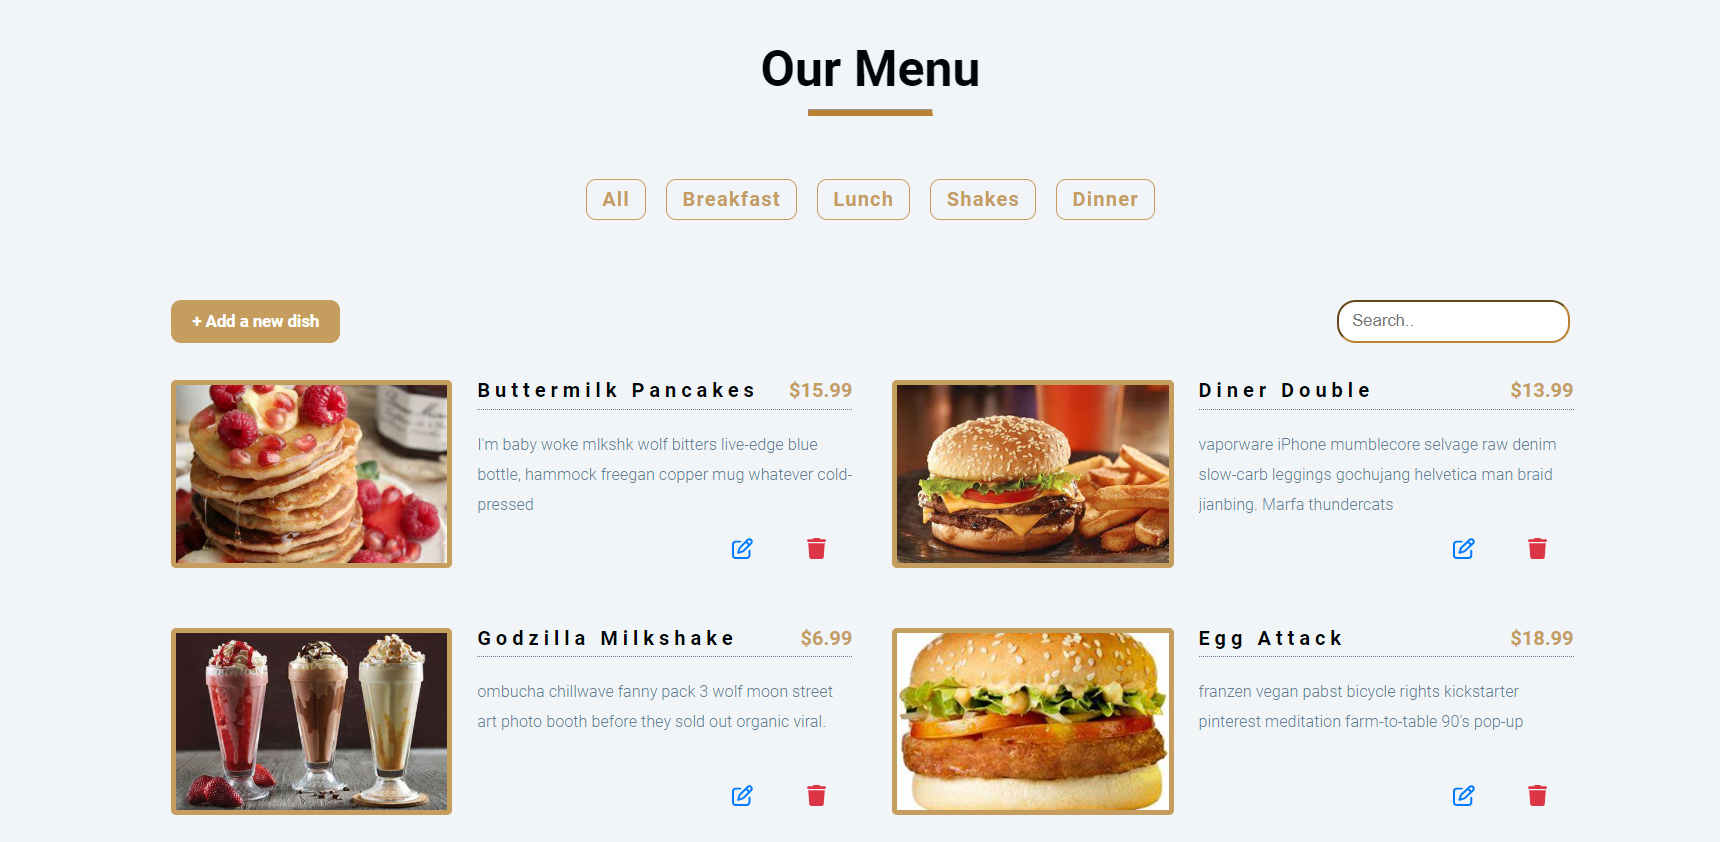 Our Menu
All
Breakfast
Lunch
Shakes
Dinner
+ Add a new dish
Search..
Buttermilk Pancakes
$15.99
I'm baby woke mlkshk wolf bitters live-edge blue
bottle, hammock freegan copper mug whatever cold-
pressed
Diner Double
$13.99
vaporware iPhone mumblecore selvage raw denim
slow-carb leggings gochujang helvetica man braid
jianbing. Marfa thundercats
Godzilla Milkshake
$6.99
ombucha chillwave fanny pack 3 wolf moon street
art photo booth before they sold out organic viral.
Egg Attack
$18.99
franzen vegan pabst bicycle rights kickstarter
pinterest meditation farm-to-table 90's pop-up